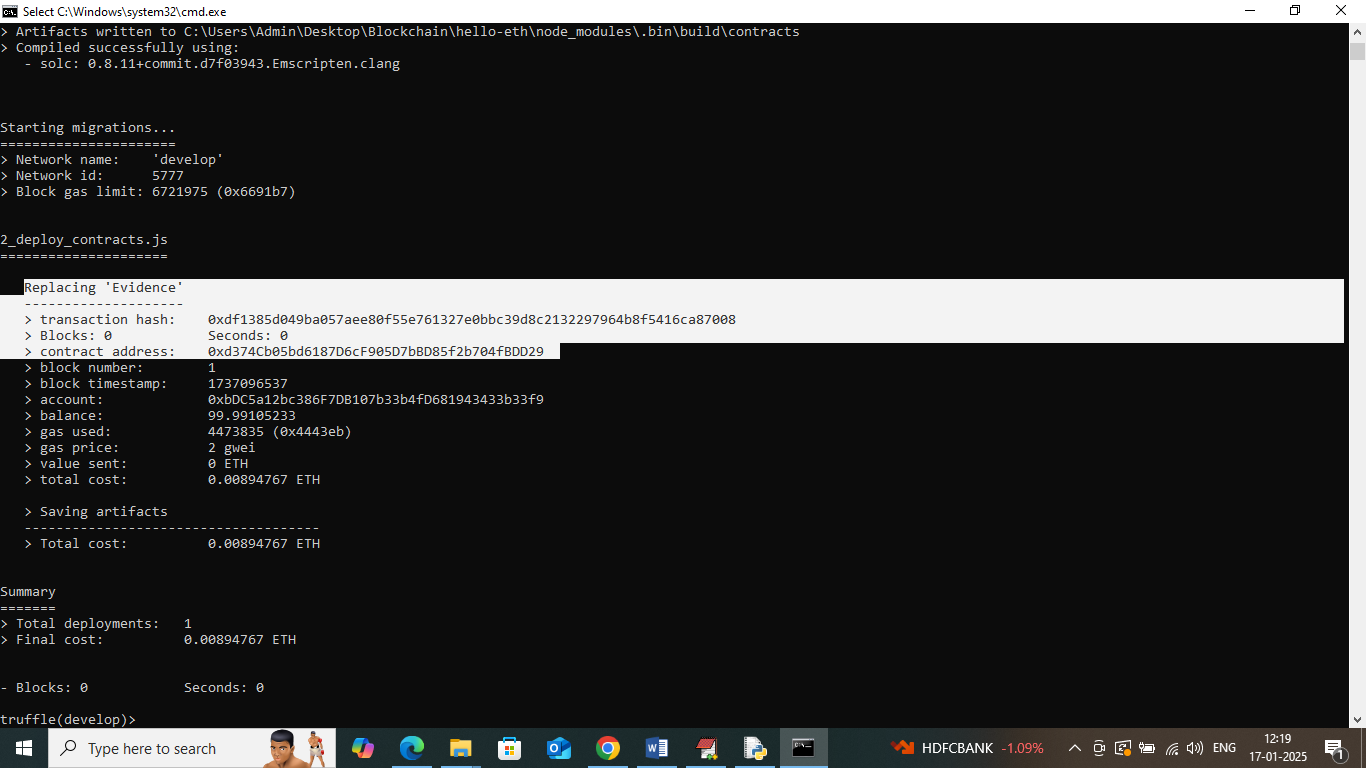 Select C:\Windows\system32\cmd.exe
> Artifacts written to C:\Users\Admin\Desktop\Blockchain\hello-eth\node_modules\.bin\build\contracts
> Compiled successfully using:
   - solc: 0.8.11+commit.d7f03943.Emscripten.clang
Starting migrations...
======================
> Network name:    'develop'
> Network id:      5777
> Block gas limit: 6721975 (0x6691b7)
2_deploy_contracts.js
=====================
   Replacing 'Evidence'
   --------------------
   > transaction hash:    0xdf1385d049ba057aee80f55e761327e0bbc39d8c2132297964b8f5416ca87008
   > Blocks: 0            Seconds: 0
   > contract address:    0xd374Cb05bd6187D6cF905D7bBD85f2b704fBDD29
   > block number:        1
   > block timestamp:     1737096537
   > account:             0xbDC5a12bc386F7DB107b33b4fD681943433b33f9
   > balance:             99.99105233
   > gas used:            4473835 (0x4443eb)
   > gas price:           2 gwei
   > value sent:          0 ETH
   > total cost:          0.00894767 ETH
   > Saving artifacts
   -------------------------------------
   > Total cost:          0.00894767 ETH
Summary
=======
> Total deployments:   1
> Final cost:          0.00894767 ETH
- Blocks: 0            Seconds: 0
truffle(develop)>
Type here to search
HDFCBANK -1.09%
ENG
12:19
17-01-2025
1